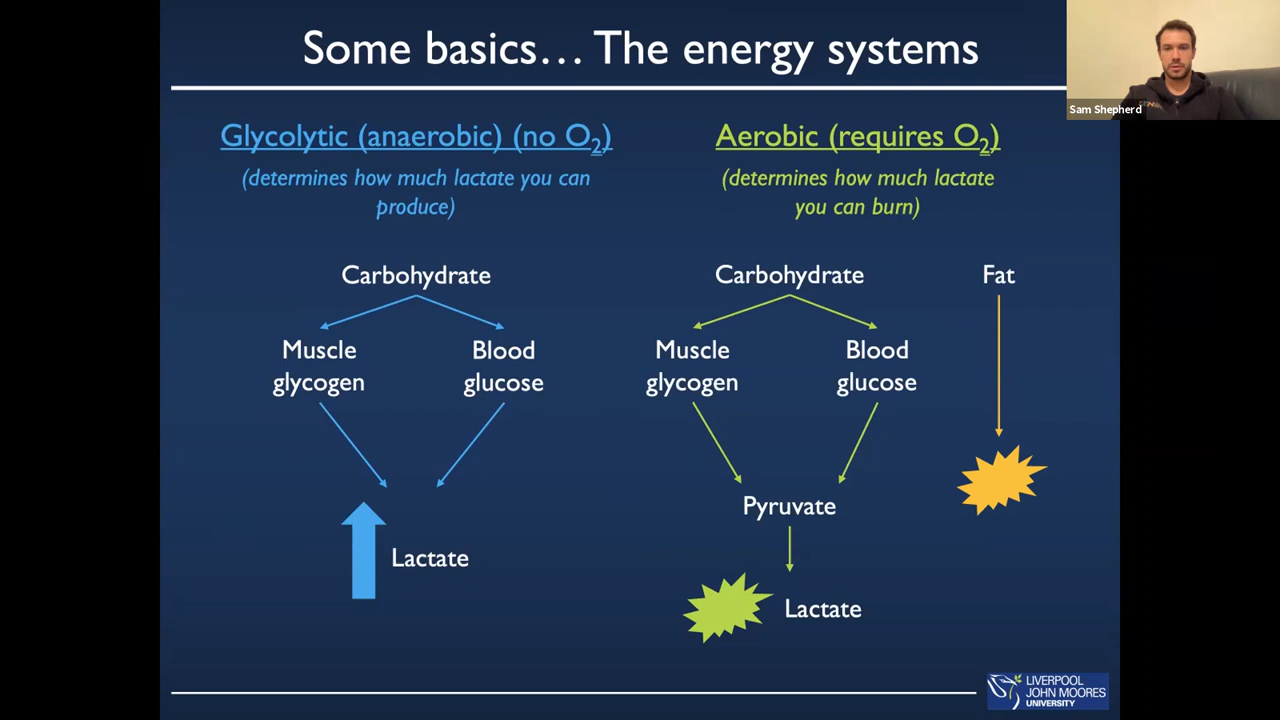 Some basics… The energy systems
Sam Shepherd
Glycolytic (anaerobic) (no O₂)
(determines how much lactate you can
produce)
Carbohydrate
Muscle
glycogen
Blood
glucose
Lactate
Aerobic (requires O₂)
(determines how much lactate
you can burn)
Carbohydrate
Fat
Muscle
glycogen
Blood
glucose
Pyruvate
Lactate
LIVERPOOL
JOHN MOORES
UNIVERSITY